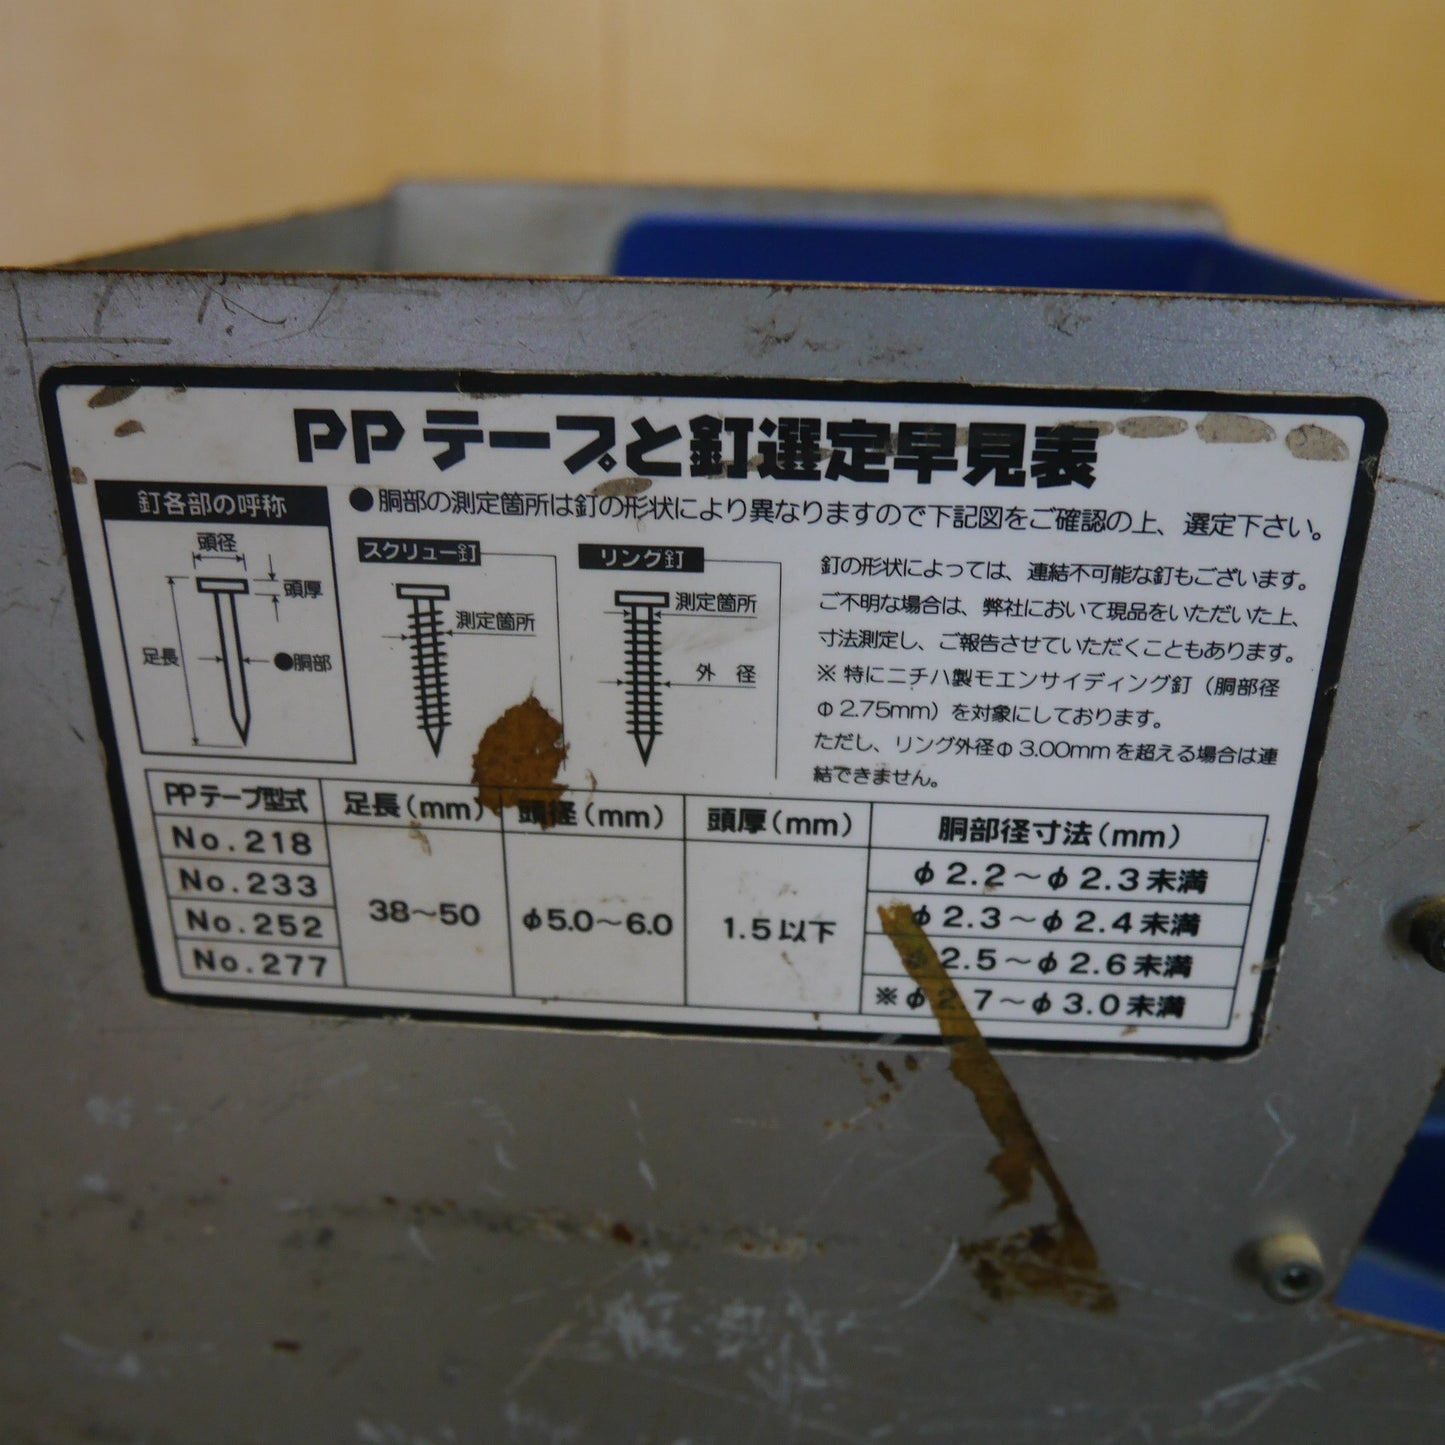 PPテープと釘選定早見表
釘各部の呼称
頭径
頭厚
足長
●胴部
●胴部の測定箇所は釘の形状により異なりますので下記図をご確認の上、選定下さい。
スクリュー釘
測定箇所
リング釘
測定箇所
外 径
釘の形状によっては、連結不可能な釘もございます。
ご不明な場合は、弊社において現品をいただいた上、
寸法測定し、ご報告させていただくこともあります。
※特にニチハ製モエンサイディング釘（胴部径
φ2.75mm）を対象にしております。
ただし、リング外径φ3.00mmを超える場合は連
結できません。
PPテープ型式 足長(mm) 頭径(mm) 頭厚(mm) 胴部径寸法(mm)
No.218 φ2.2～φ2.3未満
No.233 φ2.3～φ2.4未満
38～50 φ5.0～6.0 1.5以下
No.252 φ2.5～φ2.6未満
No.277 ※φ2.7～φ3.0未満